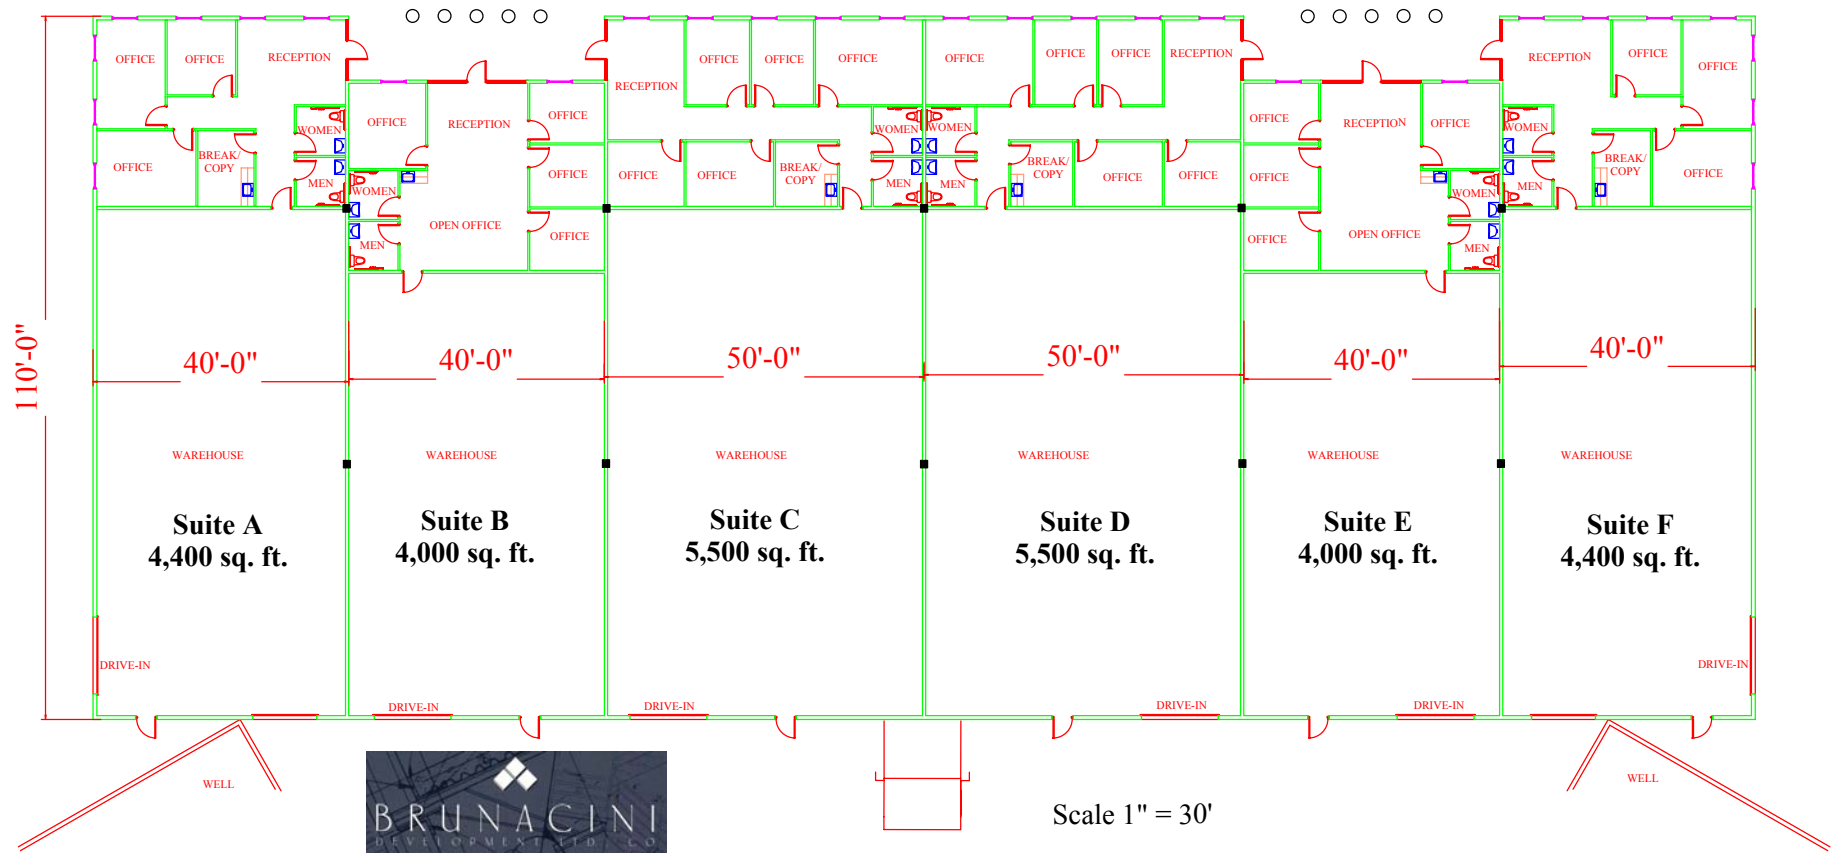 OFFICE
OFFICE
RECEPTION
OFFICE
BREAK/
COPY
WOMEN
MEN
OFFICE
RECEPTION
OFFICE
OFFICE
OFFICE
WOMEN
MEN
OPEN OFFICE
RECEPTION
OFFICE
OFFICE
OFFICE
OFFICE
OFFICE
BREAK/
COPY
WOMEN
MEN
OFFICE
OFFICE
OFFICE
RECEPTION
WOMEN
MEN
BREAK/
COPY
OFFICE
OFFICE
OFFICE
RECEPTION
OFFICE
OFFICE
OFFICE
OPEN OFFICE
WOMEN
MEN
RECEPTION
OFFICE
OFFICE
WOMEN
MEN
BREAK/
COPY
OFFICE
110'-0"
40'-0"
40'-0"
50'-0"
50'-0"
40'-0"
40'-0"
WAREHOUSE
WAREHOUSE
WAREHOUSE
WAREHOUSE
WAREHOUSE
WAREHOUSE
Suite A
4,400 sq. ft.
Suite B
4,000 sq. ft.
Suite C
5,500 sq. ft.
Suite D
5,500 sq. ft.
Suite E
4,000 sq. ft.
Suite F
4,400 sq. ft.
DRIVE-IN
DRIVE-IN
DRIVE-IN
DRIVE-IN
DRIVE-IN
DRIVE-IN
WELL
WELL
BRUNACINI
DEVELOPMENT LTD. CO
Scale 1" = 30'